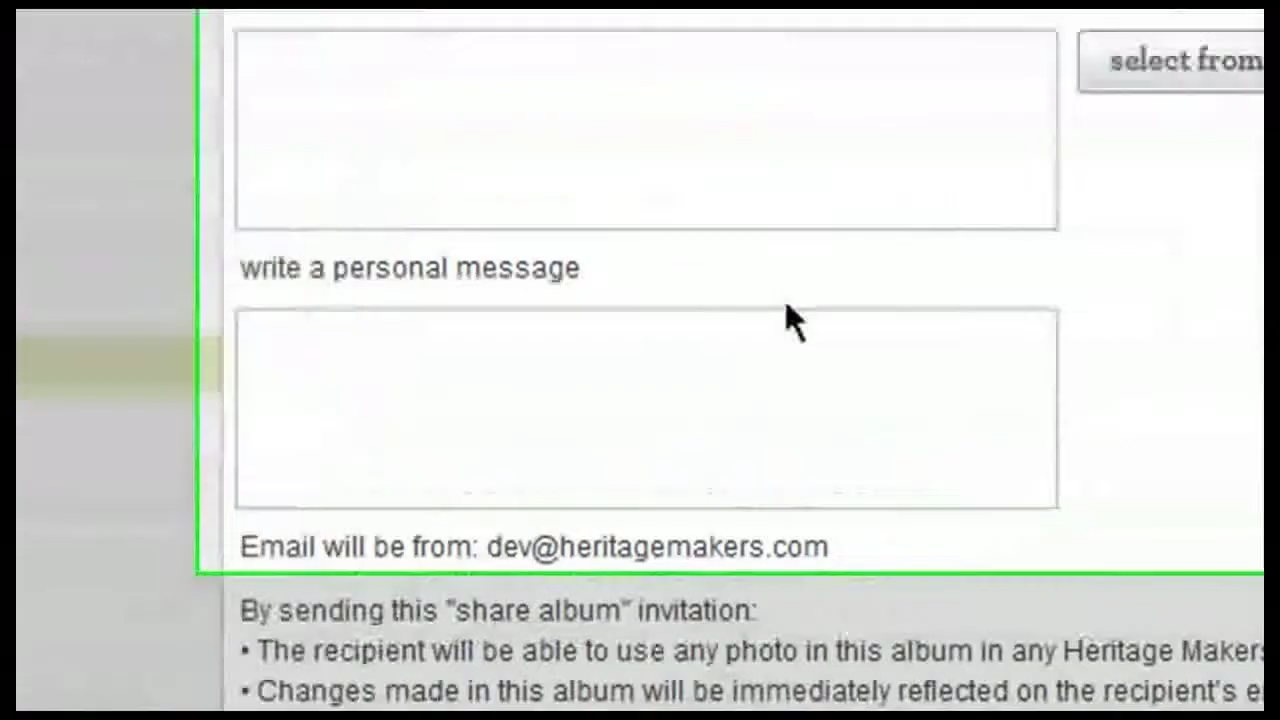 select from
write a personal message
Email will be from: dev@heritagemakers.com
By sending this "share album" invitation:
• The recipient will be able to use any photo in this album in any Heritage Makers
• Changes made in this album will be immediately reflected on the recipient's